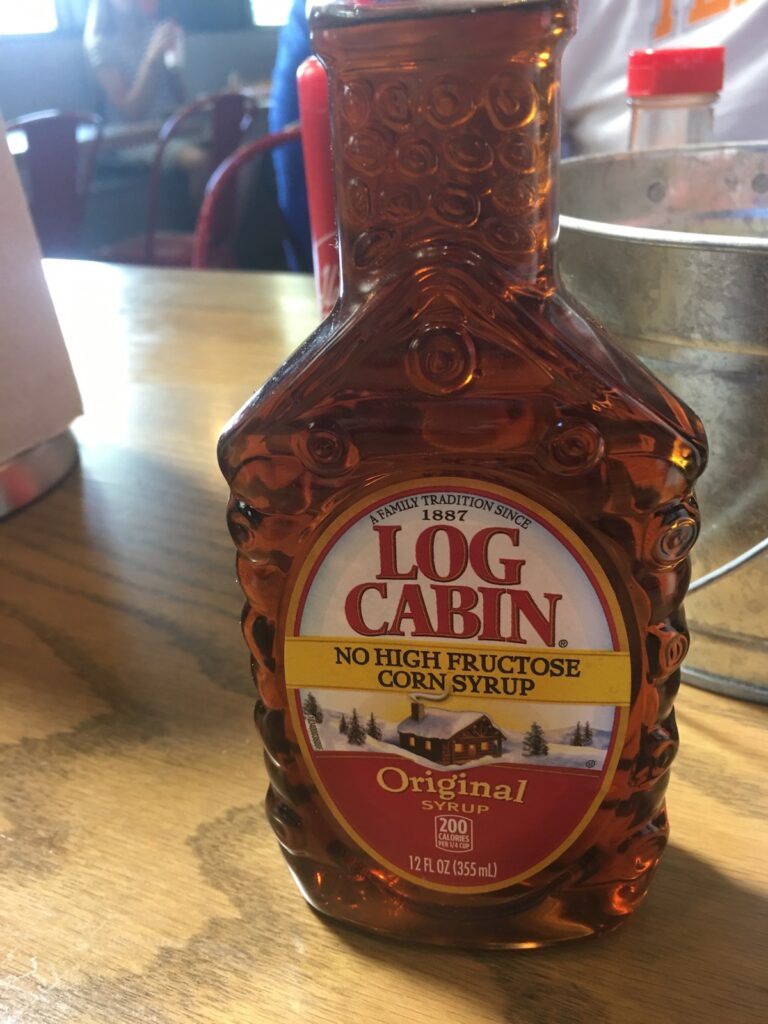 A FAMILY TRADITION SINCE
1887
LOG
CABIN®
NO HIGH FRUCTOSE
CORN SYRUP
Original
SYRUP
200
CALORIES
PER 1/4 CUP
12 FL OZ (355 mL)